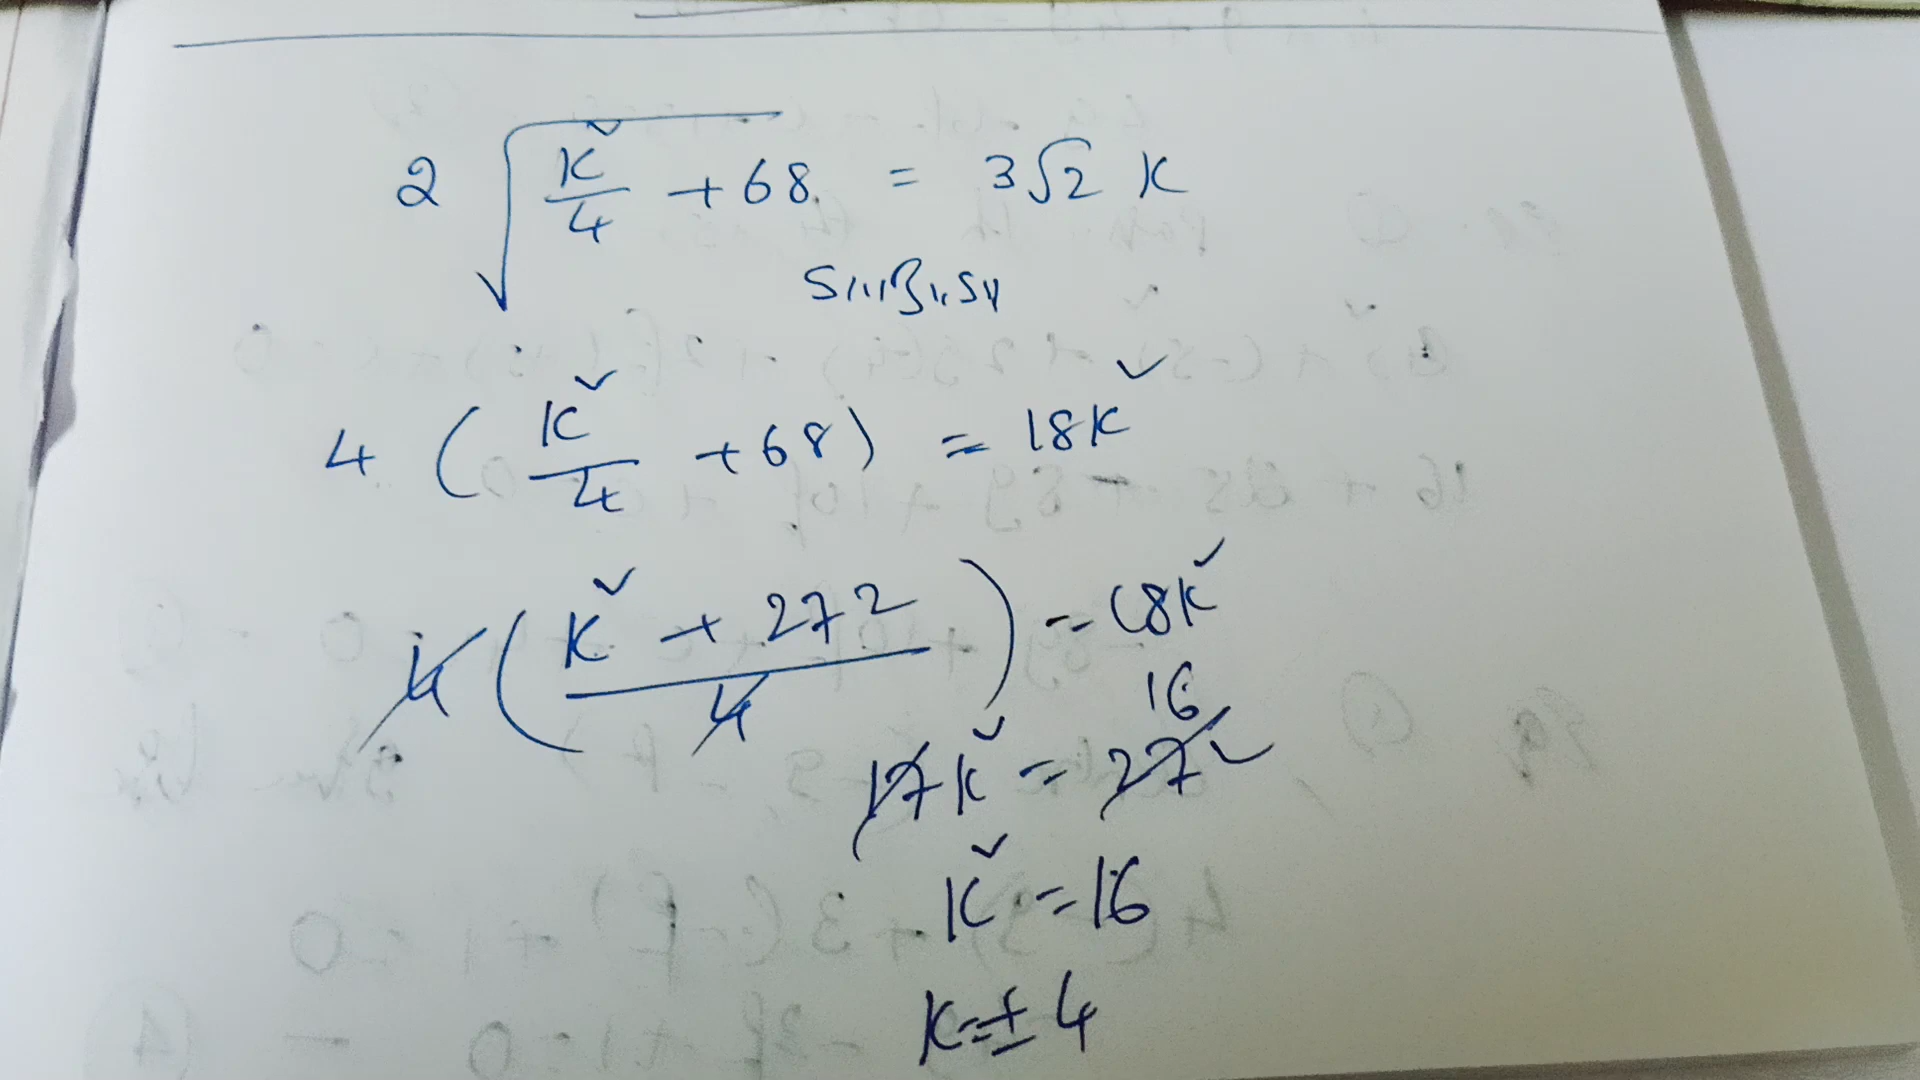 2 √(k²/4 + 68) = 3√2 k
S.O.B.S
4 (k²/4 + 68) = 18k²
4 (k² + 272 / 4) = 18k²
16
17k² = 272
k² = 16
k = ± 4